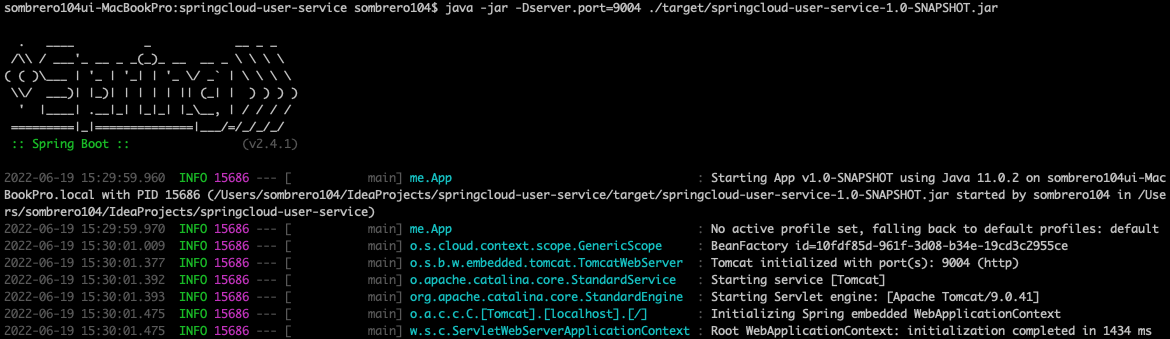 sombrero104ui-MacBookPro:springcloud-user-service sombrero104$ java -jar -Dserver.port=9004 ./target/springcloud-user-service-1.0-SNAPSHOT.jar
  .   ____          _            __ _ _
 /\\ / ___'_ __ _ _(_)_ __  __ _ \ \ \ \
( ( )\___ | '_ | '_| | '_ \/ _` | \ \ \ \
 \\/  ___)| |_)| | | | | || (_| |  ) ) ) )
  '  |____| .__|_| |_|_| |_\__, | / / / /
 =========|_|==============|___/=/_/_/_/
 :: Spring Boot ::                (v2.4.1)
2022-06-19 15:29:59.960  INFO 15686 --- [           main] me.App                                   : Starting App v1.0-SNAPSHOT using Java 11.0.2 on sombrero104ui-Mac
BookPro.local with PID 15686 (/Users/sombrero104/IdeaProjects/springcloud-user-service/target/springcloud-user-service-1.0-SNAPSHOT.jar started by sombrero104 in /Use
rs/sombrero104/IdeaProjects/springcloud-user-service)
2022-06-19 15:29:59.970  INFO 15686 --- [           main] me.App                                   : No active profile set, falling back to default profiles: default
2022-06-19 15:30:01.009  INFO 15686 --- [           main] o.s.cloud.context.scope.GenericScope     : BeanFactory id=10fdf85d-961f-3d08-b34e-19cd3c2955ce
2022-06-19 15:30:01.377  INFO 15686 --- [           main] o.s.b.w.embedded.tomcat.TomcatWebServer  : Tomcat initialized with port(s): 9004 (http)
2022-06-19 15:30:01.392  INFO 15686 --- [           main] o.apache.catalina.core.StandardService   : Starting service [Tomcat]
2022-06-19 15:30:01.393  INFO 15686 --- [           main] org.apache.catalina.core.StandardEngine  : Starting Servlet engine: [Apache Tomcat/9.0.41]
2022-06-19 15:30:01.475  INFO 15686 --- [           main] o.a.c.c.C.[Tomcat].[localhost].[/]       : Initializing Spring embedded WebApplicationContext
2022-06-19 15:30:01.475  INFO 15686 --- [           main] w.s.c.ServletWebServerApplicationContext : Root WebApplicationContext: initialization completed in 1434 ms